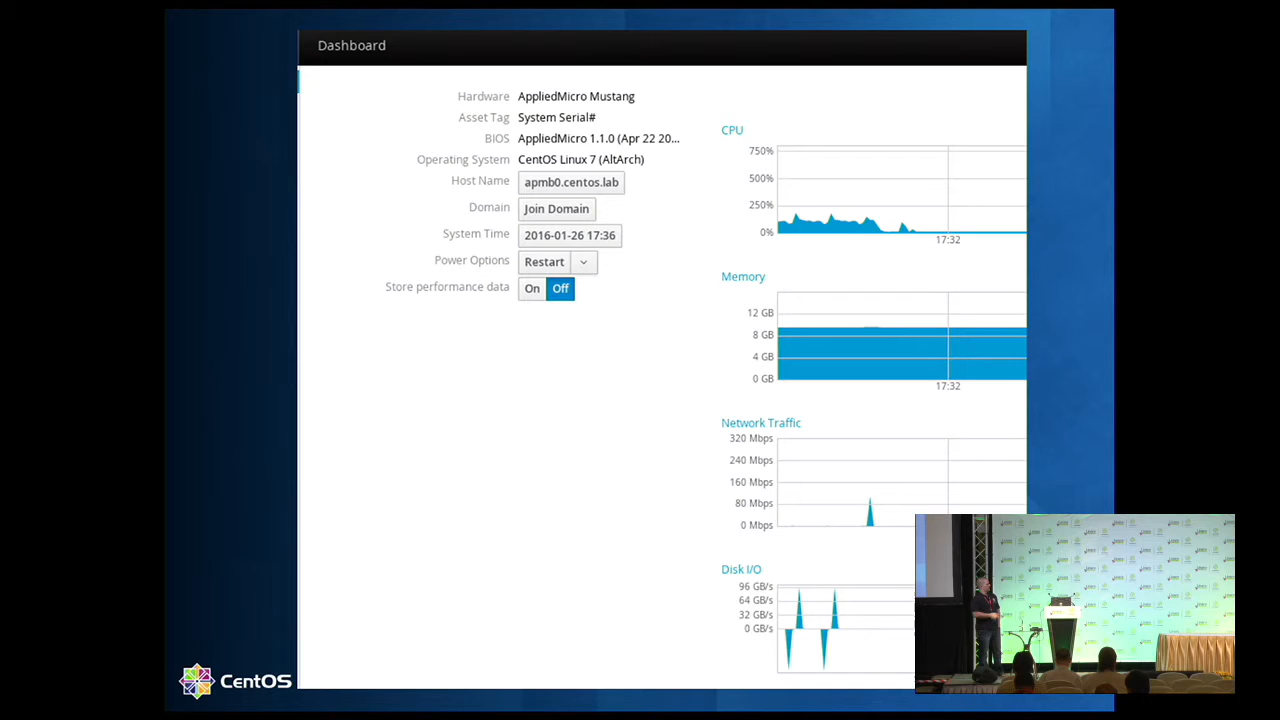 Dashboard
Hardware AppliedMicro Mustang
Asset Tag System Serial#
BIOS AppliedMicro 1.1.0 (Apr 22 20...
Operating System CentOS Linux 7 (AltArch)
Host Name apmb0.centos.lab
Domain Join Domain
System Time 2016-01-26 17:36
Power Options Restart
Store performance data On Off
CPU
750%
500%
250%
0%
17:32
Memory
12 GB
8 GB
4 GB
0 GB
17:32
Network Traffic
320 Mbps
240 Mbps
160 Mbps
80 Mbps
0 Mbps
Disk I/O
96 GB/s
64 GB/s
32 GB/s
0 GB/s
CentOS